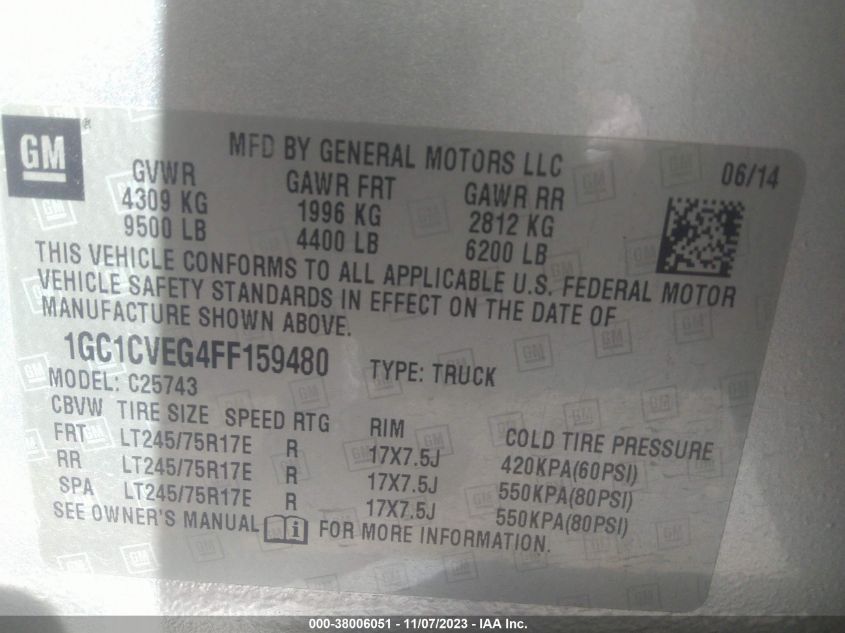 GM®
MFD BY GENERAL MOTORS LLC
06/14
GVWR GAWR FRT GAWR RR
4309 KG 1996 KG 2812 KG
9500 LB 4400 LB 6200 LB
THIS VEHICLE CONFORMS TO ALL APPLICABLE U.S. FEDERAL MOTOR
VEHICLE SAFETY STANDARDS IN EFFECT ON THE DATE OF
MANUFACTURE SHOWN ABOVE.
1GC1CVEG4FF159480 TYPE: TRUCK
MODEL: C25743
CBVW TIRE SIZE SPEED RTG RIM COLD TIRE PRESSURE
FRT LT245/75R17E R 17X7.5J 420KPA(60PSI)
RR LT245/75R17E R 17X7.5J 550KPA(80PSI)
SPA LT245/75R17E R 17X7.5J 550KPA(80PSI)
SEE OWNER'S MANUAL i FOR MORE INFORMATION.
000-38006051 - 11/07/2023 - IAA Inc.